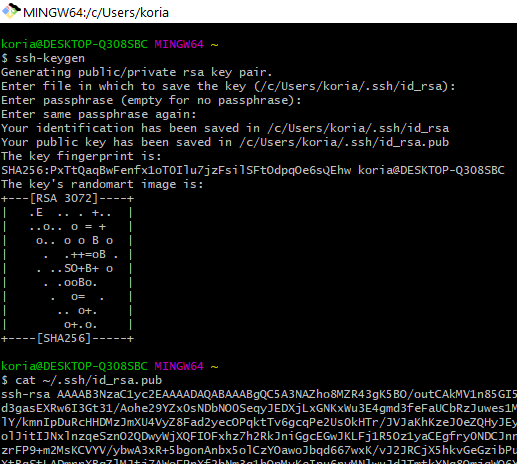 MINGW64:/c/Users/koria
koria@DESKTOP-Q308SBC MINGW64 ~
$ ssh-keygen
Generating public/private rsa key pair.
Enter file in which to save the key (/c/Users/koria/.ssh/id_rsa):
Enter passphrase (empty for no passphrase):
Enter same passphrase again:
Your identification has been saved in /c/Users/koria/.ssh/id_rsa
Your public key has been saved in /c/Users/koria/.ssh/id_rsa.pub
The key fingerprint is:
SHA256:PxTtQaqBwFenfx1oTOIlu7jzFsilSFtOdpqOe6sQEhw koria@DESKTOP-Q308SBC
The key's randomart image is:
+---[RSA 3072]----+
|   .E  .. . +..  |
|  ..o.. o = +    |
|   o.. o o B o   |
|    .  .++=oB .  |
|    . ..SO+B+ o  |
|     . .ooBo.    |
|      .  o=  .   |
|       .. o+.    |
|        o+.o.    |
+----[SHA256]-----+
koria@DESKTOP-Q308SBC MINGW64 ~
$ cat ~/.ssh/id_rsa.pub
ssh-rsa AAAAB3NzaC1yc2EAAAADAQABAAABgQC5A3NAZho8MZR43gK5BO/outCAkMV1n85GI5
d3gasEXRw6I3Gt31/Aohe29YZxOsNDbNOOSeqyJEDXjLxGNKxWu3E4gmd3feFaUCbRzJuwes1M
lY/kmnIpDuRcHHDMzJmXU4VyZ8Fad2yecOPqktTv6gcqPe2UsOkHTr/JVJaKhKzeJOeZQHyJEy
olJitIJNxlnzqeSznO2QDwyWjXQFIOFxhz7h2RkJniGgcEGwJKLFj1R5Oz1yaCEgfryONDCJnn
zrFP9+m2MsKCVYV/ybwA3xR+5bgonAnbx5olCzYOawoJbqd667wxK/vJ2JRCjX5hkvGeGzibPu